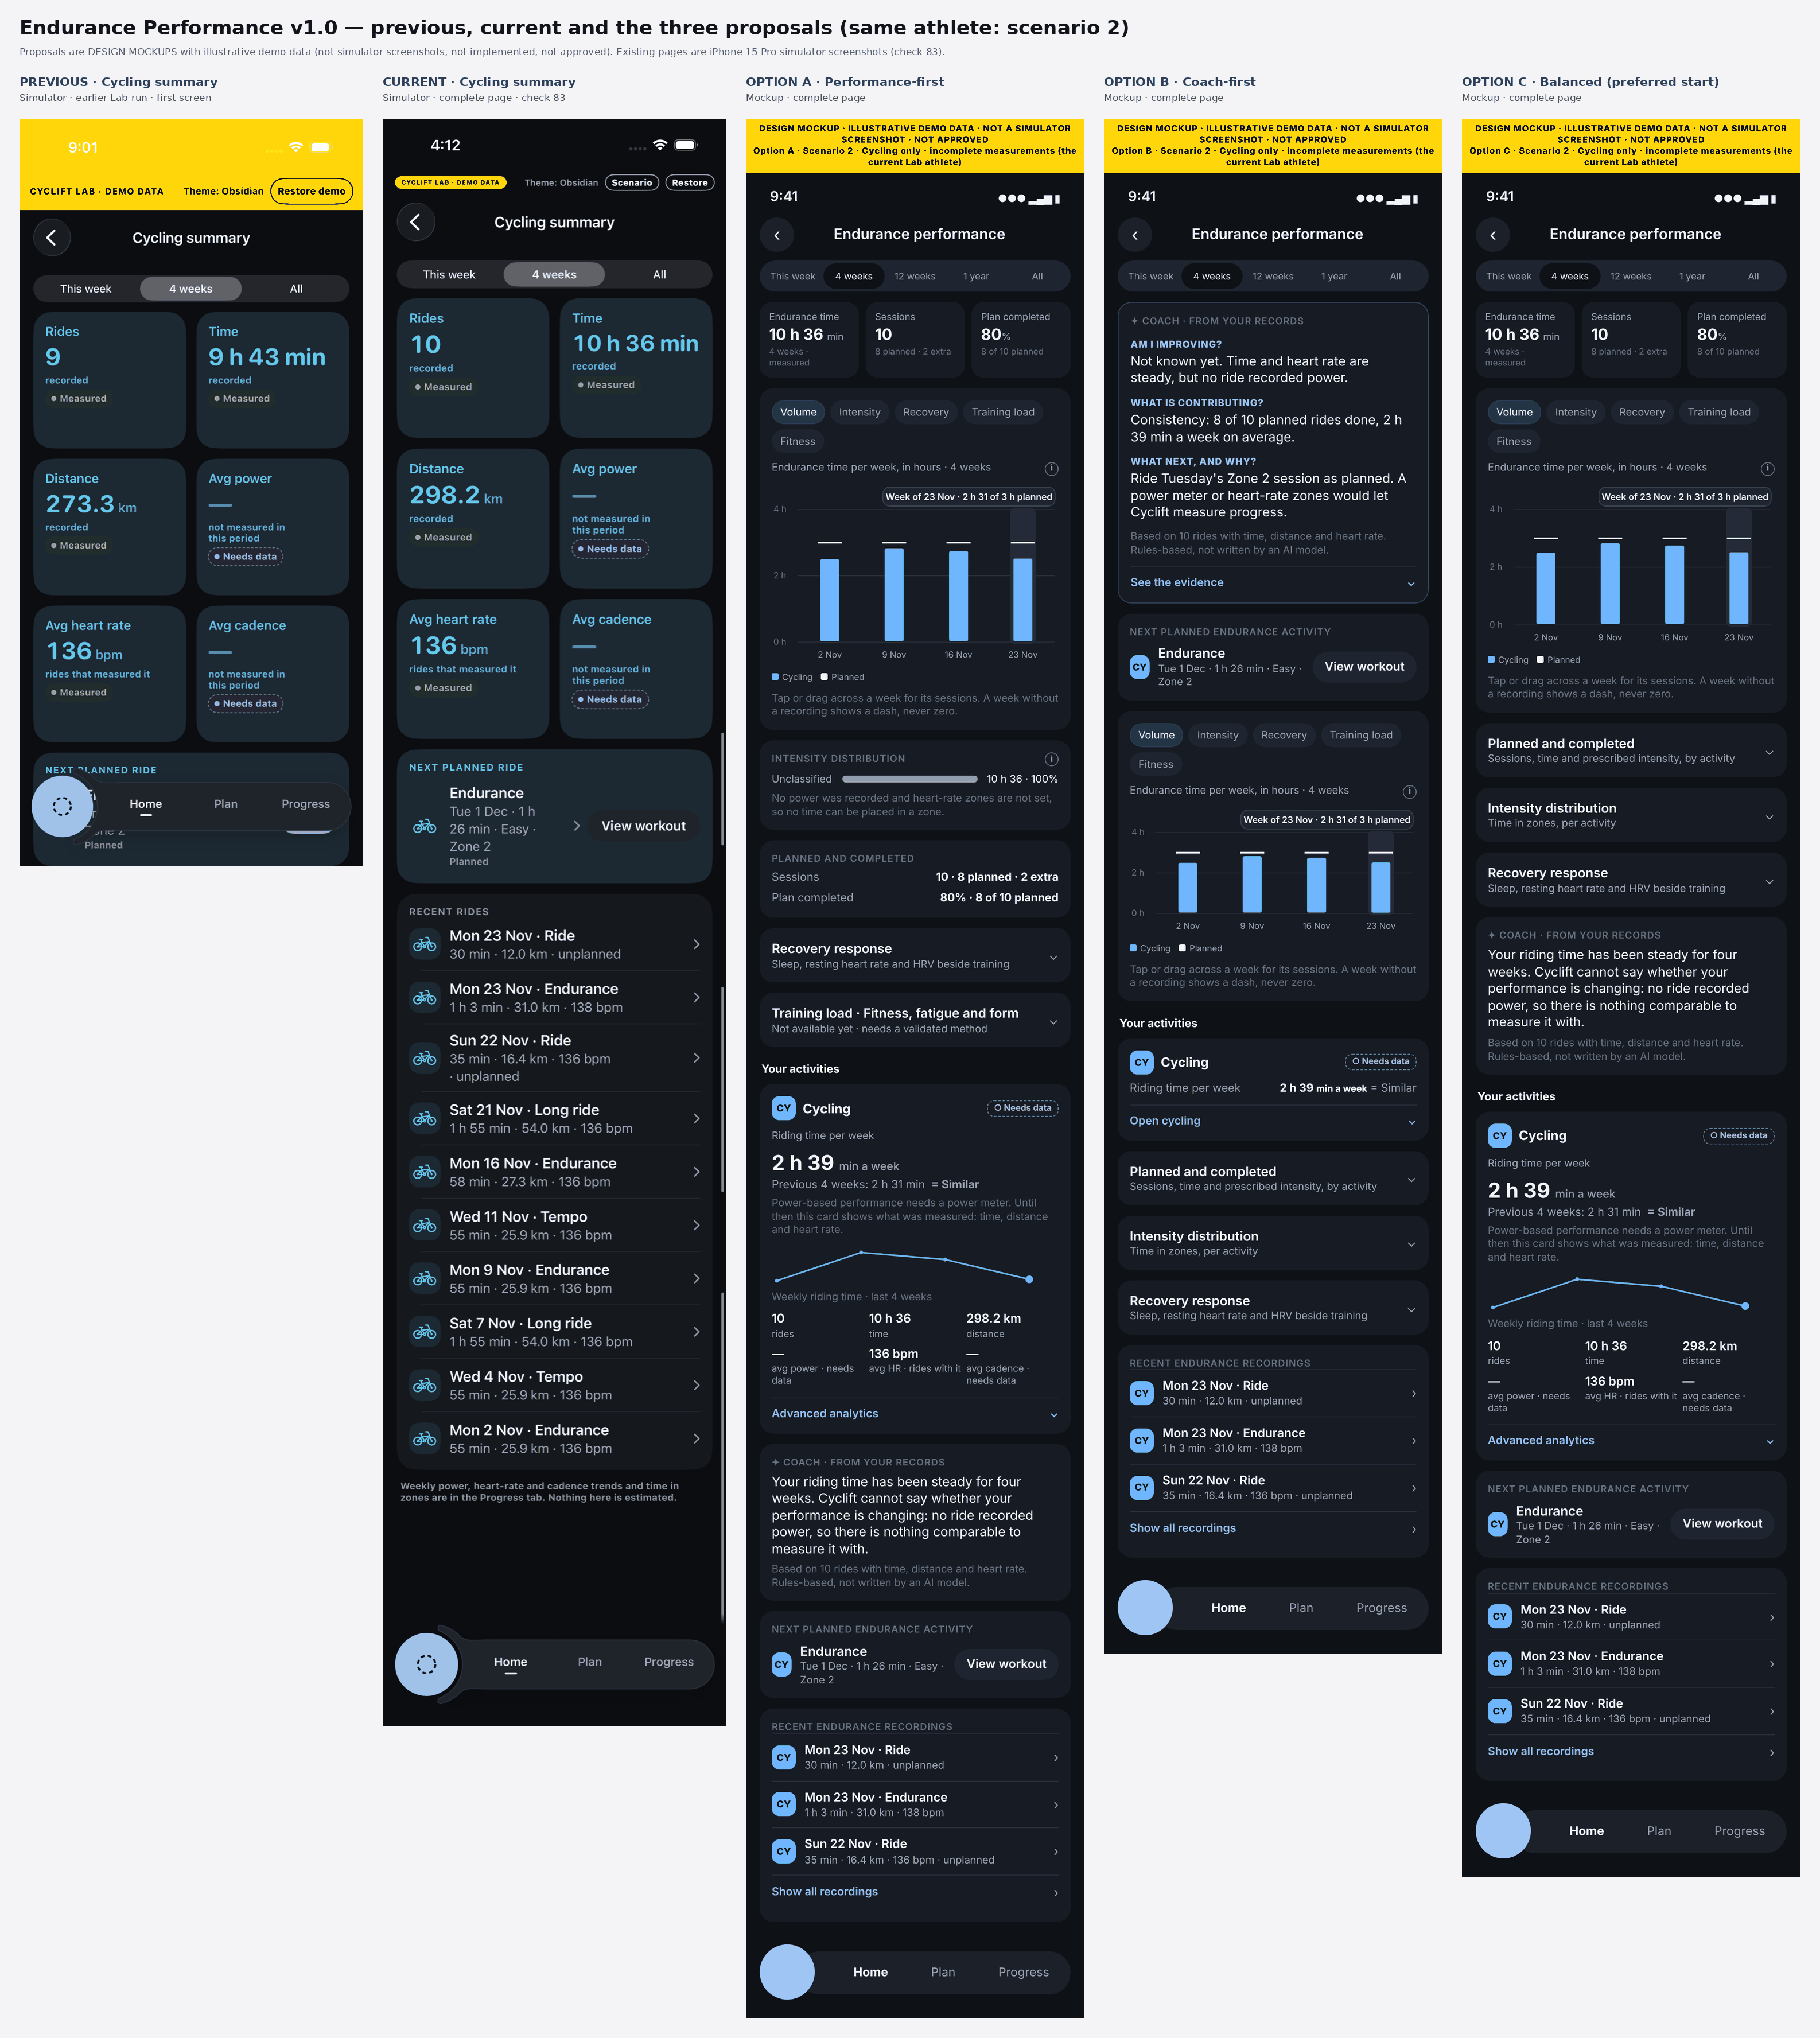 Endurance Performance v1.0 — previous, current and the three proposals (same athlete: scenario 2)
Proposals are DESIGN MOCKUPS with illustrative demo data (not simulator screenshots, not implemented, not approved). Existing pages are iPhone 15 Pro simulator screenshots (check 83).
PREVIOUS · Cycling summary
Simulator · earlier Lab run · first screen
9:01
CYCLIFT LAB · DEMO DATA
Theme: Obsidian
Restore demo
Cycling summary
This week
4 weeks
All
Rides
9
recorded
Measured
Time
9 h 43 min
recorded
Measured
Distance
273.3 km
recorded
Measured
Avg power
—
not measured in
this period
Needs data
Avg heart rate
136 bpm
rides that measured it
Measured
Avg cadence
—
not measured in
this period
Needs data
NEXT PLANNED RIDE
Home
Plan
Progress
Planned
CURRENT · Cycling summary
Simulator · complete page · check 83
4:12
CYCLIFT LAB · DEMO DATA
Theme: Obsidian
Scenario
Restore
Cycling summary
This week
4 weeks
All
Rides
10
recorded
Measured
Time
10 h 36 min
recorded
Measured
Distance
298.2 km
recorded
Measured
Avg power
—
not measured in
this period
Needs data
Avg heart rate
136 bpm
rides that measured it
Measured
Avg cadence
—
not measured in
this period
Needs data
NEXT PLANNED RIDE
Endurance
Tue 1 Dec · 1 h
26 min · Easy ·
Zone 2
Planned
View workout
RECENT RIDES
Mon 23 Nov · Ride
30 min · 12.0 km · unplanned
Mon 23 Nov · Endurance
1 h 3 min · 31.0 km · 138 bpm
Sun 22 Nov · Ride
35 min · 16.4 km · 136 bpm
· unplanned
Sat 21 Nov · Long ride
1 h 55 min · 54.0 km · 136 bpm
Mon 16 Nov · Endurance
58 min · 27.3 km · 136 bpm
Wed 11 Nov · Tempo
55 min · 25.9 km · 136 bpm
Mon 9 Nov · Endurance
55 min · 25.9 km · 136 bpm
Sat 7 Nov · Long ride
1 h 55 min · 54.0 km · 136 bpm
Wed 4 Nov · Tempo
55 min · 25.9 km · 136 bpm
Mon 2 Nov · Endurance
55 min · 25.9 km · 136 bpm
Weekly power, heart-rate and cadence trends and time in
zones are in the Progress tab. Nothing here is estimated.
Home
Plan
Progress
OPTION A · Performance-first
Mockup · complete page
DESIGN MOCKUP · ILLUSTRATIVE DEMO DATA · NOT A SIMULATOR
SCREENSHOT · NOT APPROVED
Option A · Scenario 2 · Cycling only · incomplete measurements (the
current Lab athlete)
9:41
Endurance performance
This week
4 weeks
12 weeks
1 year
All
Endurance time
10 h 36 min
4 weeks ·
measured
Sessions
10
8 planned · 2 extra
Plan completed
80%
8 of 10 planned
Volume
Intensity
Recovery
Training load
Fitness
Endurance time per week, in hours · 4 weeks
i
Week of 23 Nov · 2 h 31 of 3 h planned
4 h
2 h
0 h
2 Nov
9 Nov
16 Nov
23 Nov
Cycling
Planned
Tap or drag across a week for its sessions. A week without
a recording shows a dash, never zero.
INTENSITY DISTRIBUTION
i
Unclassified
10 h 36 · 100%
No power was recorded and heart-rate zones are not set,
so no time can be placed in a zone.
PLANNED AND COMPLETED
Sessions
10 · 8 planned · 2 extra
Plan completed
80% · 8 of 10 planned
Recovery response
Sleep, resting heart rate and HRV beside training
Training load · Fitness, fatigue and form
Not available yet · needs a validated method
Your activities
CY
Cycling
Needs data
Riding time per week
2 h 39 min a week
Previous 4 weeks: 2 h 31 min = Similar
Power-based performance needs a power meter. Until
then this card shows what was measured: time, distance
and heart rate.
Weekly riding time · last 4 weeks
10
rides
10 h 36
time
298.2 km
distance
—
avg power · needs
data
136 bpm
avg HR · rides with it
—
avg cadence ·
needs data
Advanced analytics
✦ COACH · FROM YOUR RECORDS
Your riding time has been steady for four
weeks. Cyclift cannot say whether your
performance is changing: no ride recorded
power, so there is nothing comparable to
measure it with.
Based on 10 rides with time, distance and heart rate.
Rules-based, not written by an AI model.
NEXT PLANNED ENDURANCE ACTIVITY
CY
Endurance
Tue 1 Dec · 1 h 26 min · Easy ·
Zone 2
View workout
RECENT ENDURANCE RECORDINGS
CY
Mon 23 Nov · Ride
30 min · 12.0 km · unplanned
CY
Mon 23 Nov · Endurance
1 h 3 min · 31.0 km · 138 bpm
CY
Sun 22 Nov · Ride
35 min · 16.4 km · 136 bpm · unplanned
Show all recordings
Home
Plan
Progress
OPTION B · Coach-first
Mockup · complete page
DESIGN MOCKUP · ILLUSTRATIVE DEMO DATA · NOT A SIMULATOR
SCREENSHOT · NOT APPROVED
Option B · Scenario 2 · Cycling only · incomplete measurements (the
current Lab athlete)
9:41
Endurance performance
This week
4 weeks
12 weeks
1 year
All
✦ COACH · FROM YOUR RECORDS
AM I IMPROVING?
Not known yet. Time and heart rate are
steady, but no ride recorded power.
WHAT IS CONTRIBUTING?
Consistency: 8 of 10 planned rides done, 2 h
39 min a week on average.
WHAT NEXT, AND WHY?
Ride Tuesday's Zone 2 session as planned. A
power meter or heart-rate zones would let
Cyclift measure progress.
Based on 10 rides with time, distance and heart rate.
Rules-based, not written by an AI model.
See the evidence
NEXT PLANNED ENDURANCE ACTIVITY
CY
Endurance
Tue 1 Dec · 1 h 26 min · Easy ·
Zone 2
View workout
Volume
Intensity
Recovery
Training load
Fitness
Endurance time per week, in hours · 4 weeks
i
Week of 23 Nov · 2 h 31 of 3 h planned
4 h
2 h
0 h
2 Nov
9 Nov
16 Nov
23 Nov
Cycling
Planned
Tap or drag across a week for its sessions. A week without
a recording shows a dash, never zero.
Your activities
CY
Cycling
Needs data
Riding time per week
2 h 39 min a week = Similar
Open cycling
Planned and completed
Sessions, time and prescribed intensity, by activity
Intensity distribution
Time in zones, per activity
Recovery response
Sleep, resting heart rate and HRV beside training
RECENT ENDURANCE RECORDINGS
CY
Mon 23 Nov · Ride
30 min · 12.0 km · unplanned
CY
Mon 23 Nov · Endurance
1 h 3 min · 31.0 km · 138 bpm
CY
Sun 22 Nov · Ride
35 min · 16.4 km · 136 bpm · unplanned
Show all recordings
Home
Plan
Progress
OPTION C · Balanced (preferred start)
Mockup · complete page
DESIGN MOCKUP · ILLUSTRATIVE DEMO DATA · NOT A SIMULATOR
SCREENSHOT · NOT APPROVED
Option C · Scenario 2 · Cycling only · incomplete measurements (the
current Lab athlete)
9:41
Endurance performance
This week
4 weeks
12 weeks
1 year
All
Endurance time
10 h 36 min
4 weeks ·
measured
Sessions
10
8 planned · 2 extra
Plan completed
80%
8 of 10 planned
Volume
Intensity
Recovery
Training load
Fitness
Endurance time per week, in hours · 4 weeks
i
Week of 23 Nov · 2 h 31 of 3 h planned
4 h
2 h
0 h
2 Nov
9 Nov
16 Nov
23 Nov
Cycling
Planned
Tap or drag across a week for its sessions. A week without
a recording shows a dash, never zero.
Planned and completed
Sessions, time and prescribed intensity, by activity
Intensity distribution
Time in zones, per activity
Recovery response
Sleep, resting heart rate and HRV beside training
✦ COACH · FROM YOUR RECORDS
Your riding time has been steady for four
weeks. Cyclift cannot say whether your
performance is changing: no ride recorded
power, so there is nothing comparable to
measure it with.
Based on 10 rides with time, distance and heart rate.
Rules-based, not written by an AI model.
Your activities
CY
Cycling
Needs data
Riding time per week
2 h 39 min a week
Previous 4 weeks: 2 h 31 min = Similar
Power-based performance needs a power meter. Until
then this card shows what was measured: time, distance
and heart rate.
Weekly riding time · last 4 weeks
10
rides
10 h 36
time
298.2 km
distance
—
avg power · needs
data
136 bpm
avg HR · rides with it
—
avg cadence ·
needs data
Advanced analytics
NEXT PLANNED ENDURANCE ACTIVITY
CY
Endurance
Tue 1 Dec · 1 h 26 min · Easy ·
Zone 2
View workout
RECENT ENDURANCE RECORDINGS
CY
Mon 23 Nov · Ride
30 min · 12.0 km · unplanned
CY
Mon 23 Nov · Endurance
1 h 3 min · 31.0 km · 138 bpm
CY
Sun 22 Nov · Ride
35 min · 16.4 km · 136 bpm · unplanned
Show all recordings
Home
Plan
Progress